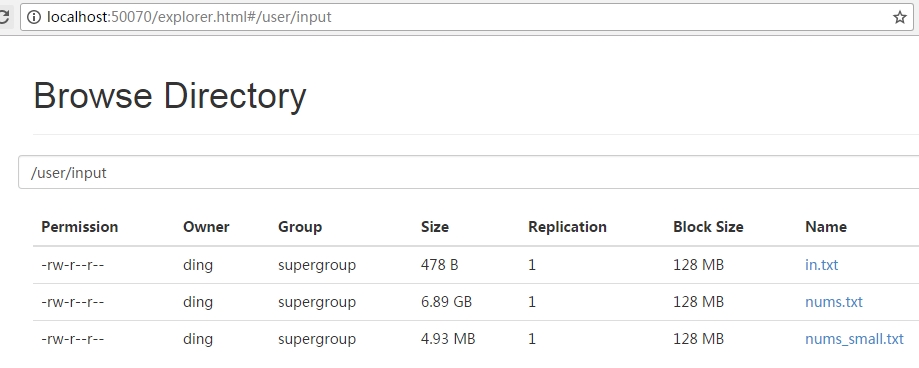 localhost:50070/explorer.html#/user/input
Browse Directory
/user/input
Permission Owner Group Size Replication Block Size Name
-rw-r--r-- ding supergroup 478 B 1 128 MB in.txt
-rw-r--r-- ding supergroup 6.89 GB 1 128 MB nums.txt
-rw-r--r-- ding supergroup 4.93 MB 1 128 MB nums_small.txt